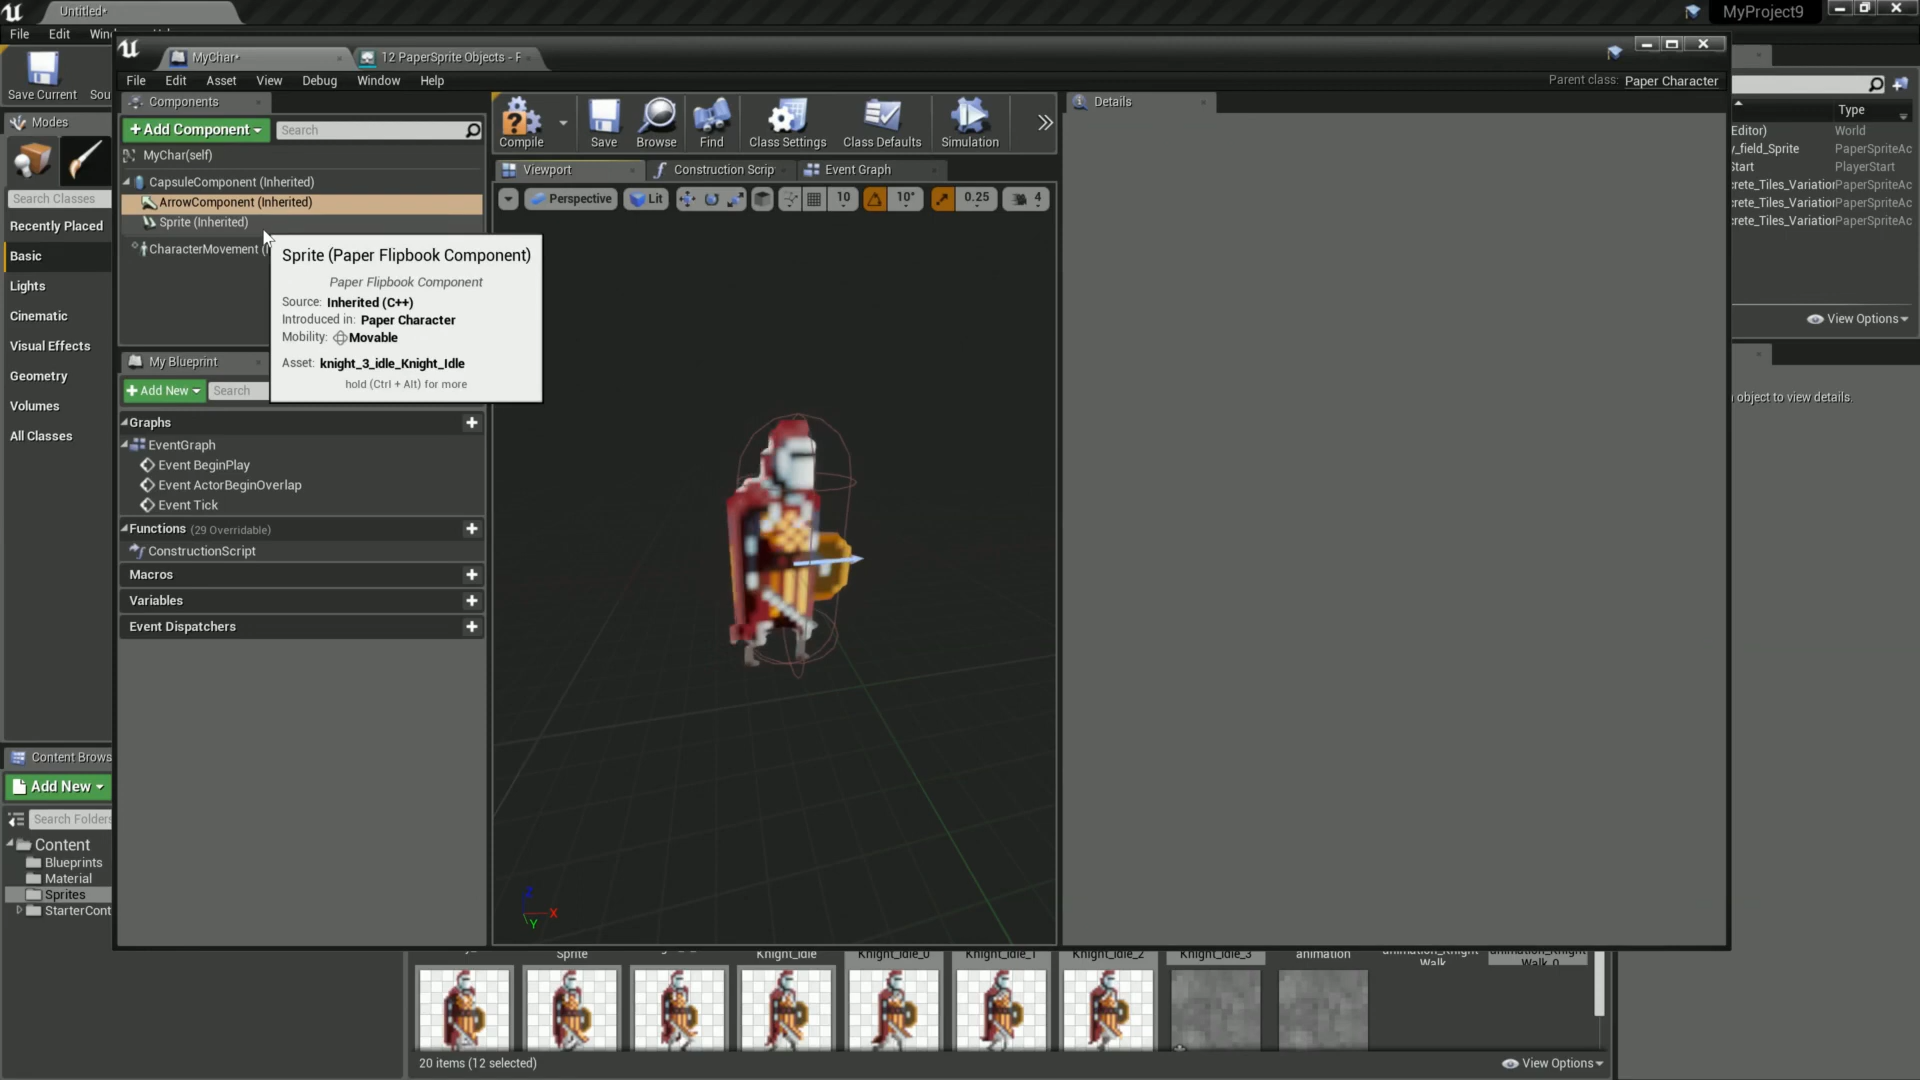 Untitled*
MyProject9
File Edit
MyChar*
12 PaperSprite Objects - F
File Edit Asset View Debug Window Help
Parent class: Paper Character
Save Current
Modes
Components
Details
+Add Component
Search
Compile
Save
Browse
Find
Class Settings
Class Defaults
Simulation
Type
MyChar(self)
Editor)
World
y_field_Sprite
PaperSpriteAc
Start
PlayerStart
crete_Tiles_Variation
PaperSpriteAc
crete_Tiles_Variation
PaperSpriteAc
crete_Tiles_Variation
PaperSpriteAc
Viewport
Construction Scrip
Event Graph
CapsuleComponent (Inherited)
ArrowComponent (Inherited)
Sprite (Inherited)
CharacterMovement (
Perspective
Lit
10
10°
0.25
4
Search Classes
Recently Placed
Basic
Lights
Cinematic
Visual Effects
Geometry
Volumes
All Classes
Sprite (Paper Flipbook Component)
Paper Flipbook Component
Source: Inherited (C++)
Introduced in: Paper Character
Mobility: Movable
Asset: knight_3_idle_Knight_Idle
hold (Ctrl + Alt) for more
View Options
object to view details.
My Blueprint
+Add New
Search
Graphs
EventGraph
Event BeginPlay
Event ActorBeginOverlap
Event Tick
Functions (29 Overridable)
ConstructionScript
Macros
Variables
Event Dispatchers
Z
X
Y
Content Brows
Add New
Search Folders
Content
Blueprints
Material
Sprites
StarterCont
Sprite
Knight_Idle
Knight_Idle_0
Knight_Idle_1
Knight_Idle_2
Knight_Idle_3
animation
animation_Knight
Walk
animation_Knight
Walk_0
20 items (12 selected)
View Options